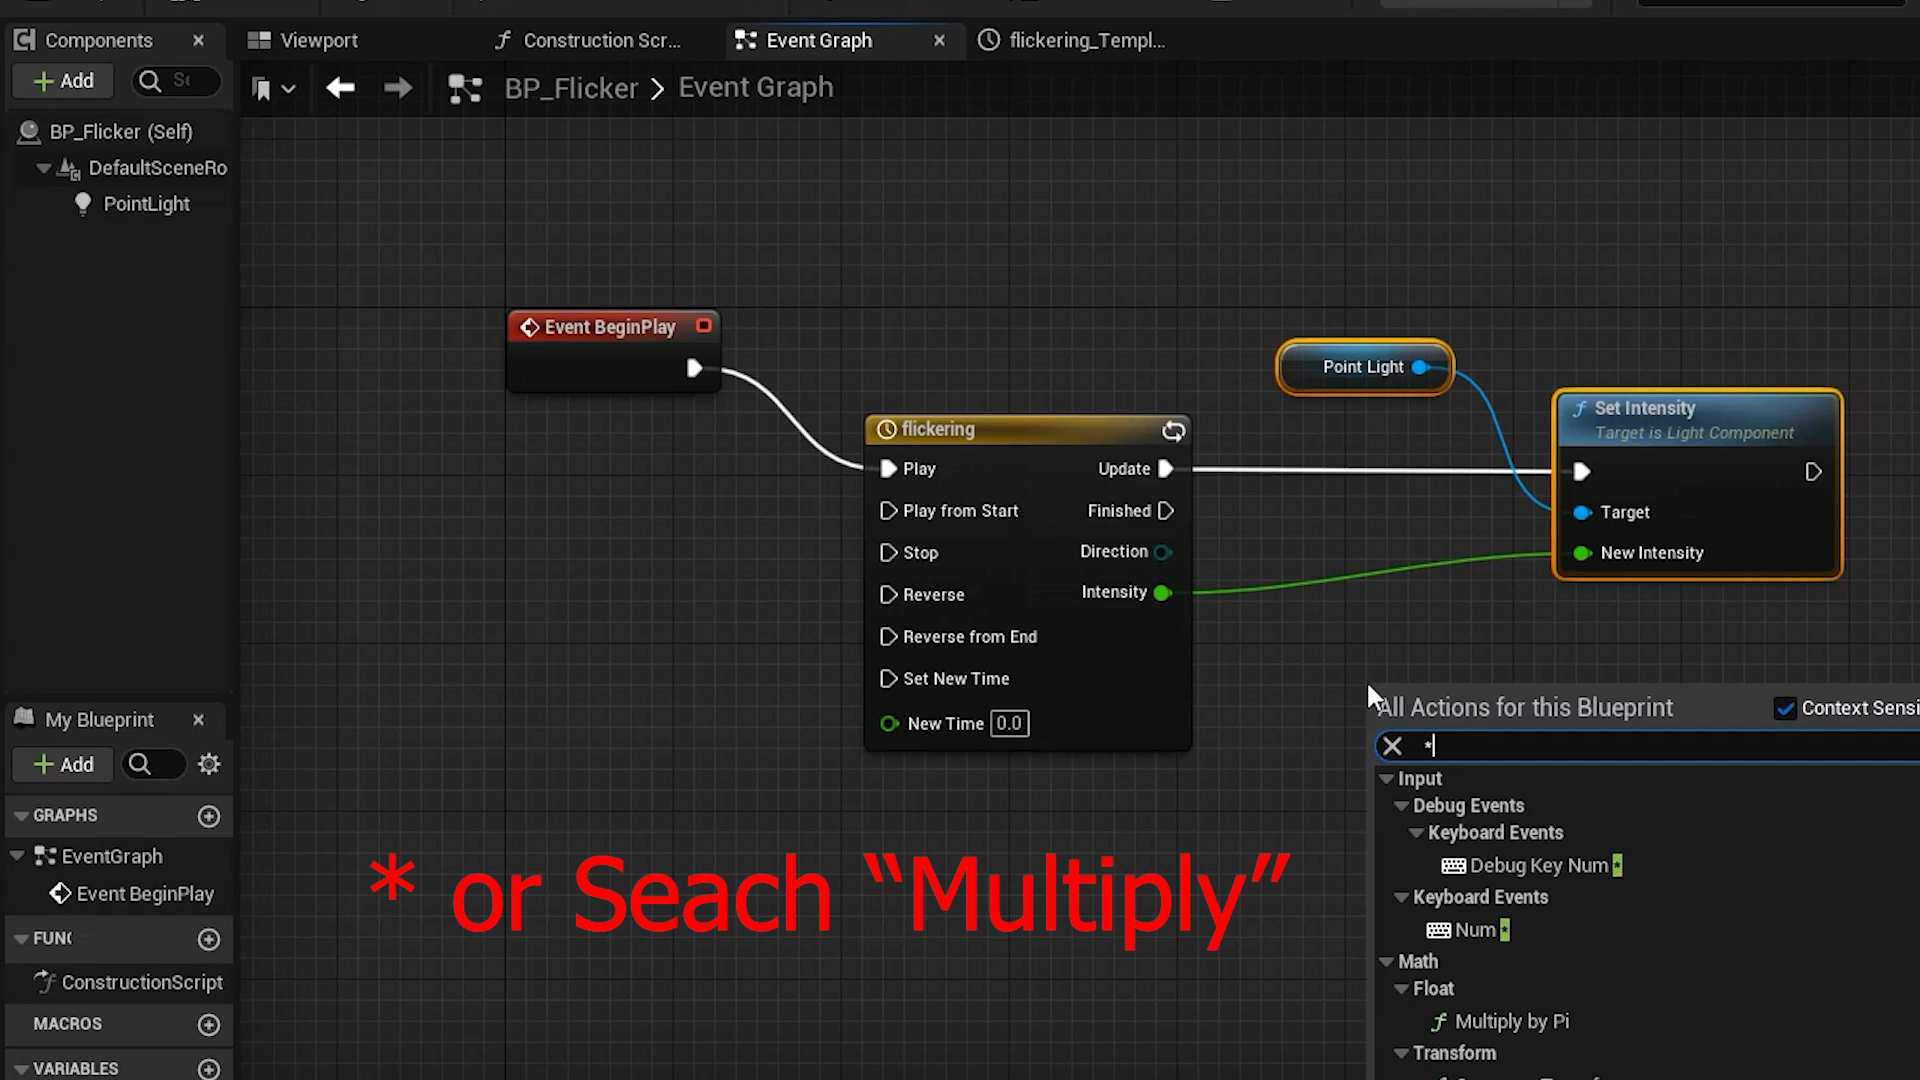 Components
Viewport
Construction Scr...
Event Graph
flickering_Templ...
Add
BP_Flicker > Event Graph
BP_Flicker (Self)
DefaultSceneRo
PointLight
Event BeginPlay
Point Light
flickering
Play
Play from Start
Stop
Reverse
Reverse from End
Set New Time
New Time 0.0
Update
Finished
Direction
Intensity
Set Intensity
Target is Light Component
Target
New Intensity
All Actions for this Blueprint
Context Sensi
*
Input
Debug Events
Keyboard Events
Debug Key Num *
Keyboard Events
Num *
Math
Float
Multiply by Pi
Transform
* or Seach “Multiply”
My Blueprint
Add
GRAPHS
EventGraph
Event BeginPlay
FUNC
ConstructionScript
MACROS
VARIABLES